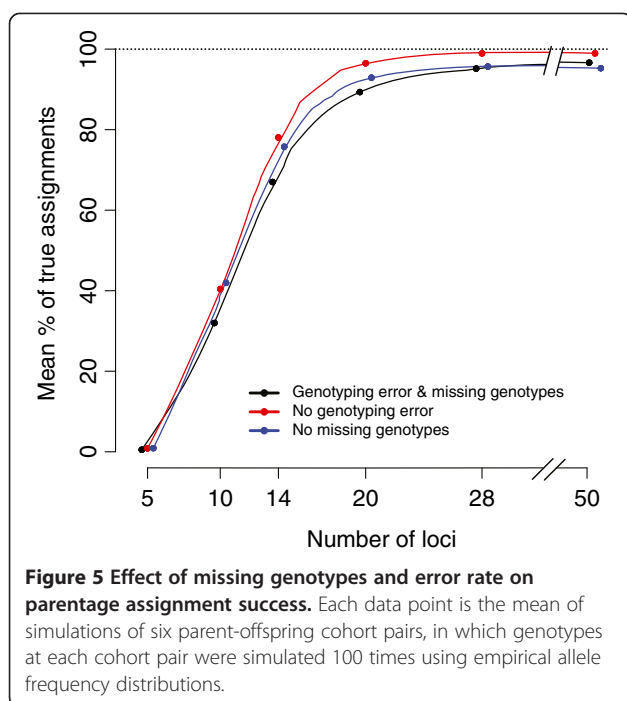 100
80
60
40
20
0
Mean % of true assignments
Genotyping error & missing genotypes
No genotyping error
No missing genotypes
5 10 14 20 28 50
Number of loci
Figure 5 Effect of missing genotypes and error rate on
parentage assignment success. Each data point is the mean of
simulations of six parent-offspring cohort pairs, in which genotypes
at each cohort pair were simulated 100 times using empirical allele
frequency distributions.